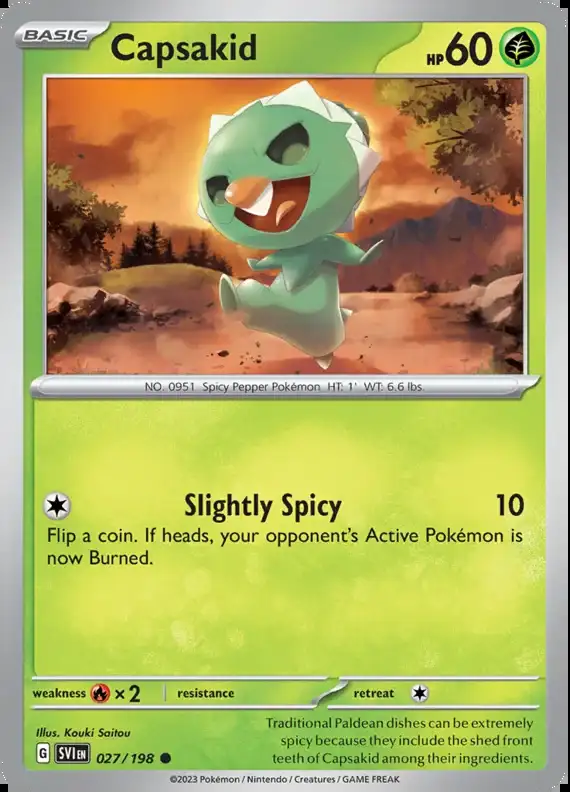 BASIC
Capsakid
HP60
NO. 0951 Spicy Pepper Pokémon HT: 1' WT: 6.6 lbs.
Slightly Spicy 10
Flip a coin. If heads, your opponent's Active Pokémon is
now Burned.
weakness ×2 resistance retreat
Illus. Kouki Saitou
Traditional Paldean dishes can be extremely
spicy because they include the shed front
teeth of Capsakid among their ingredients.
G SVI EN 027/198
©2023 Pokémon / Nintendo / Creatures / GAME FREAK